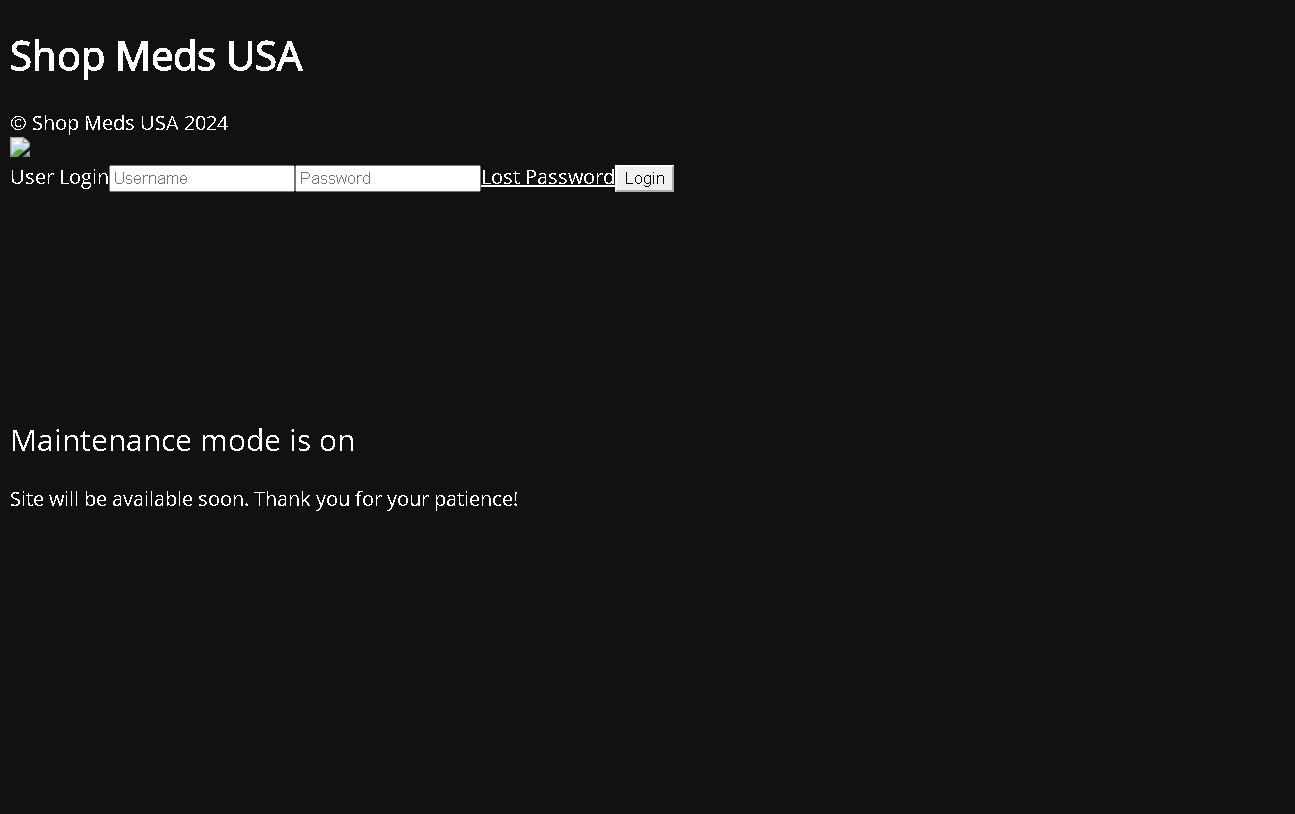 Shop Meds USA
© Shop Meds USA 2024
User Login Username Password Lost Password Login
Maintenance mode is on
Site will be available soon. Thank you for your patience!